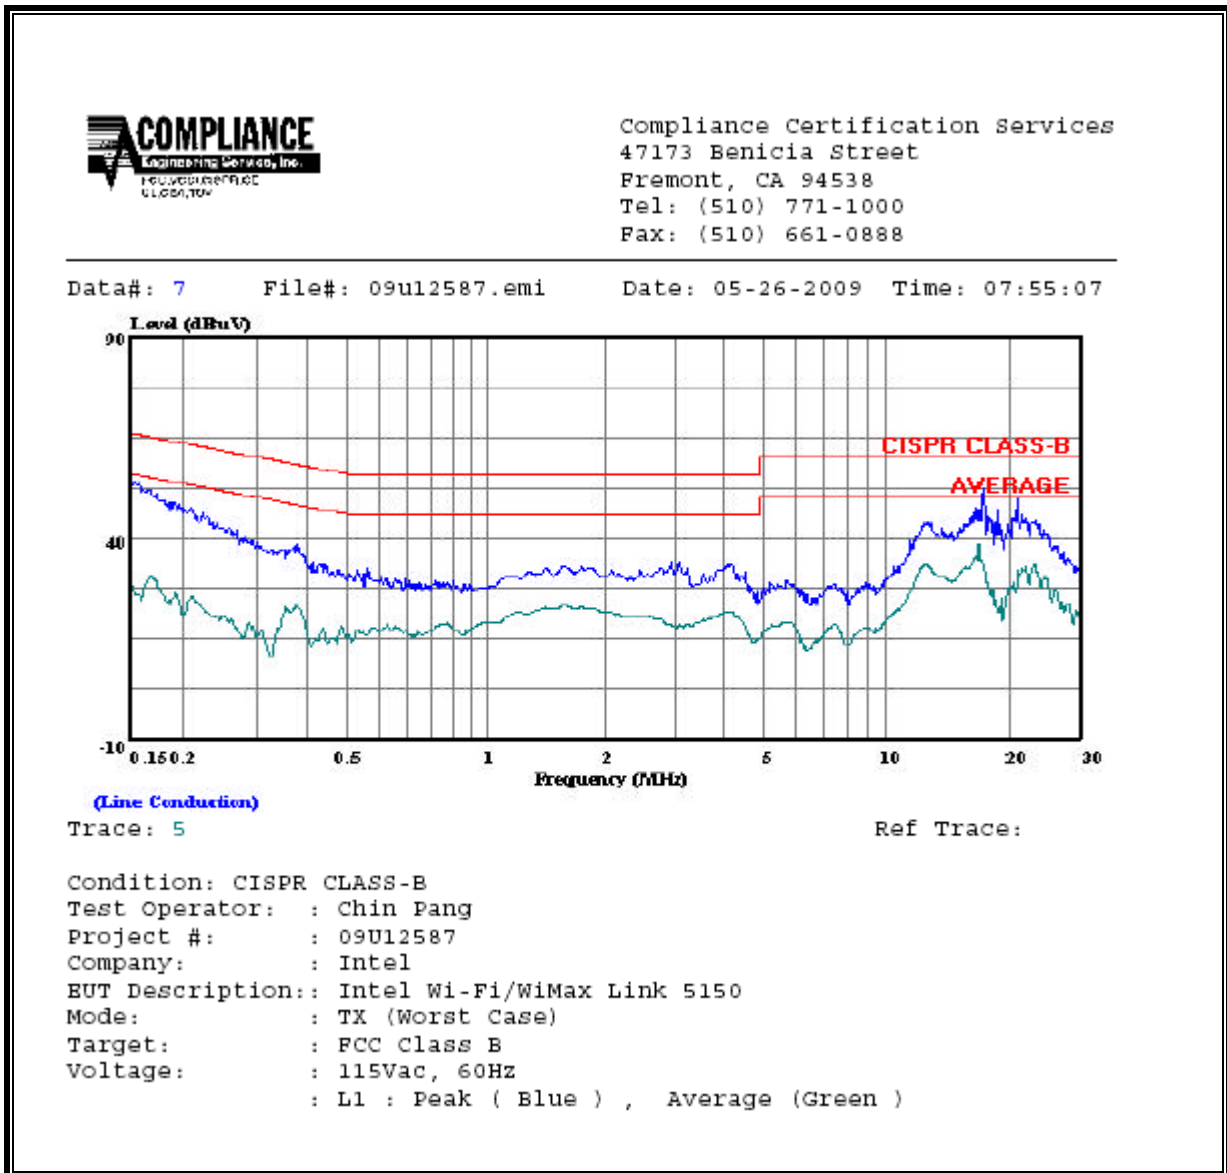 COMPLIANCE
Engineering Service, Inc.
Compliance Certification Services
47173 Benicia Street
Fremont, CA 94538
Tel: (510) 771-1000
Fax: (510) 661-0888
Data#: 7 File#: 09u12587.emi Date: 05-26-2009 Time: 07:55:07
Level (dBuV)
90
CISPR CLASS-B
AVERAGE
40
-10
0.15 0.2 0.5 1 2 5 10 20 30
Frequency (MHz)
(Line Conduction)
Trace: 5 Ref Trace:
Condition: CISPR CLASS-B
Test Operator: : Chin Pang
Project #: : 09U12587
Company: : Intel
EUT Description:: Intel Wi-Fi/WiMax Link 5150
Mode: : TX (Worst Case)
Target: : FCC Class B
Voltage: : 115Vac, 60Hz
: L1 : Peak ( Blue ) , Average (Green )